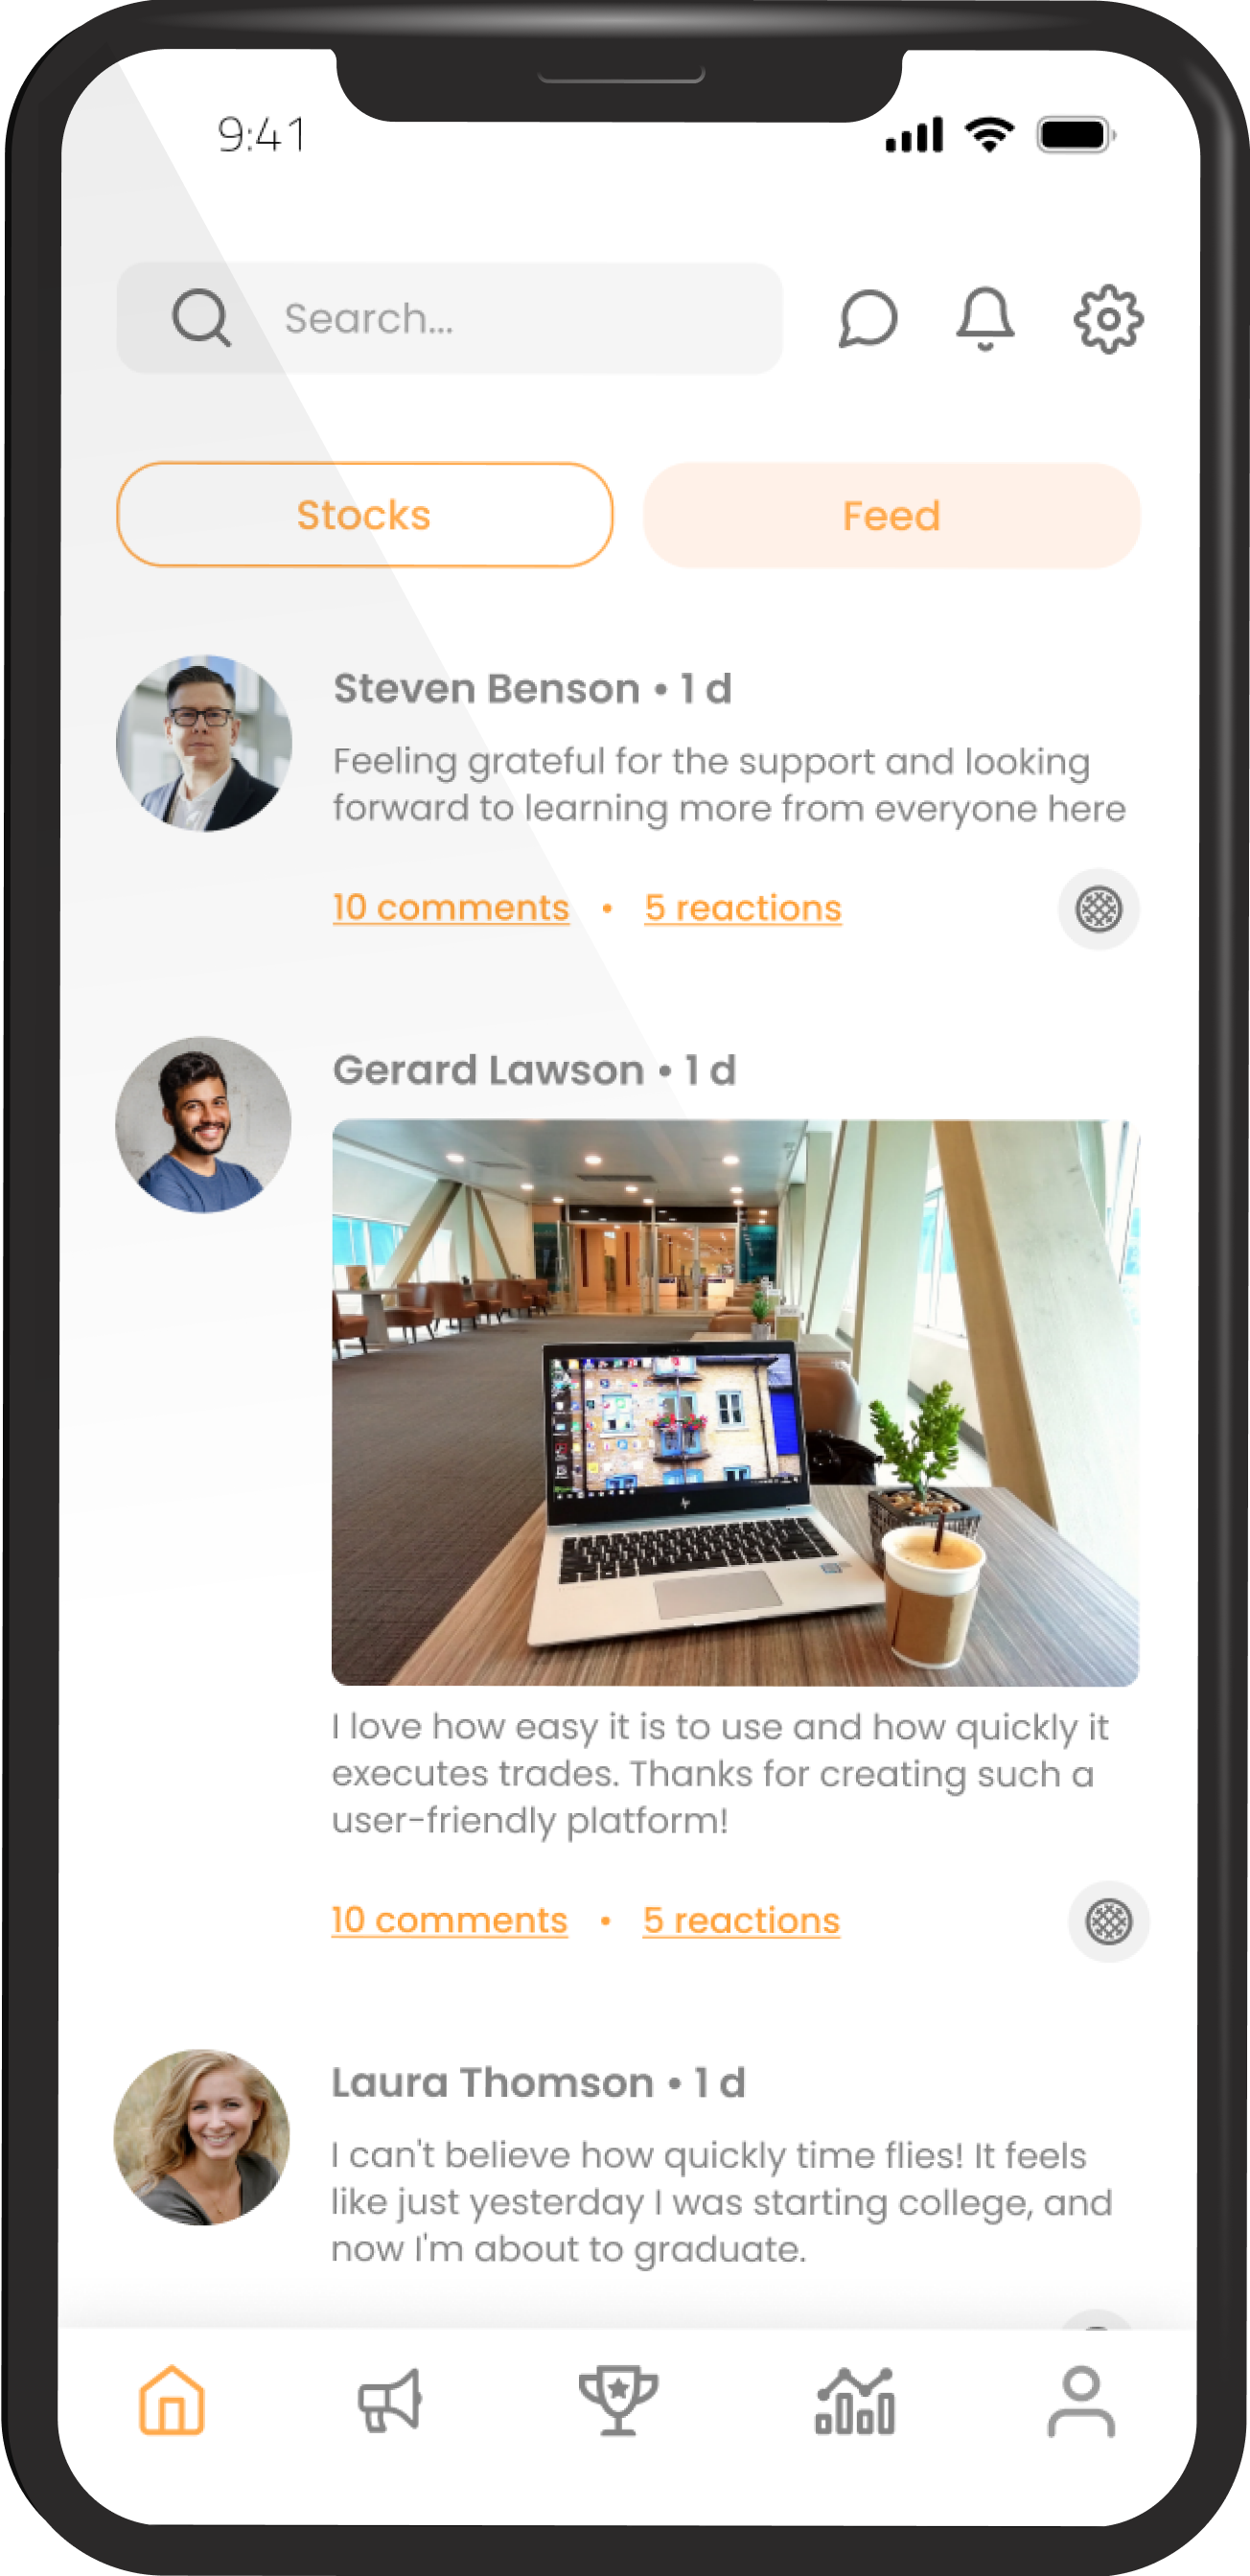 9:41
Search...
Stocks
Feed
Steven Benson • 1 d
Feeling grateful for the support and looking
forward to learning more from everyone here
10 comments • 5 reactions
Gerard Lawson • 1 d
hp
I love how easy it is to use and how quickly it
executes trades. Thanks for creating such a
user-friendly platform!
10 comments • 5 reactions
Laura Thomson • 1 d
I can't believe how quickly time flies! It feels
like just yesterday I was starting college, and
now I'm about to graduate.